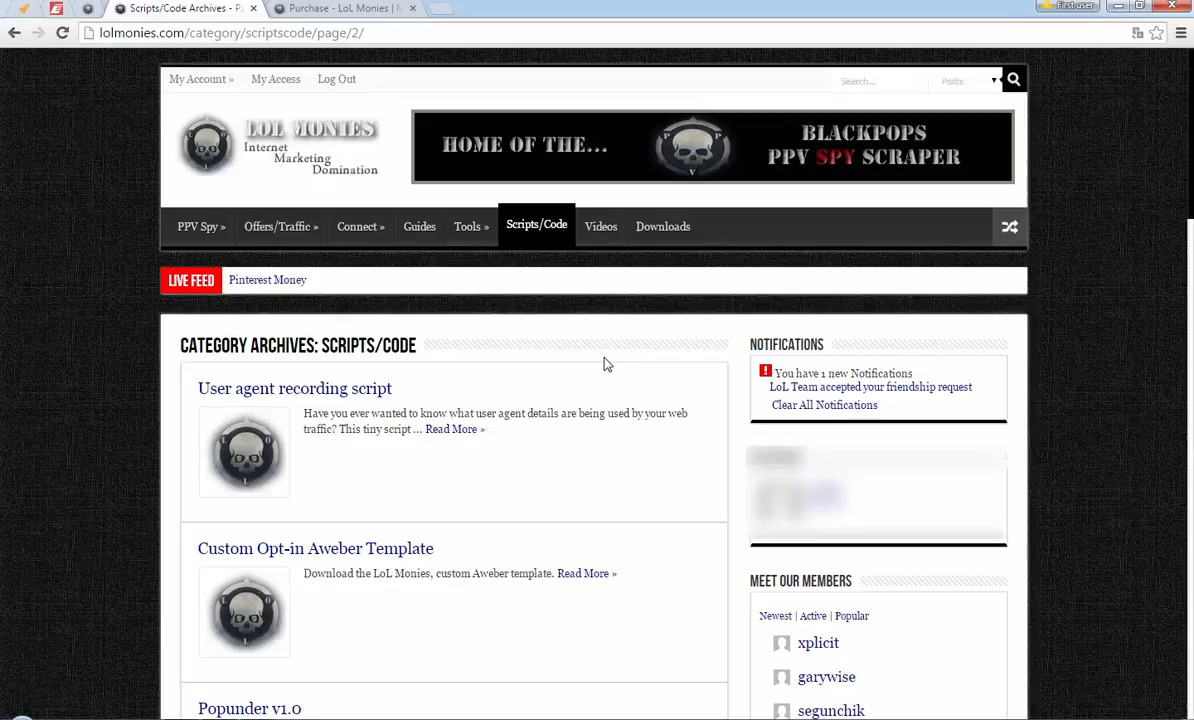 Scripts/Code Archives - P
Purchase - LoL Monies | M
First user
lolmonies.com/category/scriptscode/page/2/
My Account »
My Access
Log Out
Search...
Posts
LOL MONIES
Internet
Marketing
Domination
HOME OF THE...
P P V
BLACKPOPS
PPV SPY SCRAPER
PPV Spy »
Offers/Traffic »
Connect »
Guides
Tools »
Scripts/Code
Videos
Downloads
LIVE FEED
Pinterest Money
CATEGORY ARCHIVES: SCRIPTS/CODE
User agent recording script
Have you ever wanted to know what user agent details are being used by your web
traffic? This tiny script ... Read More »
L O L
Custom Opt-in Aweber Template
Download the LoL Monies, custom Aweber template. Read More »
L O L
Popunder v1.0
NOTIFICATIONS
You have 1 new Notifications
LoL Team accepted your friendship request
Clear All Notifications
MEET OUR MEMBERS
Newest | Active | Popular
xplicit
garywise
segunchik